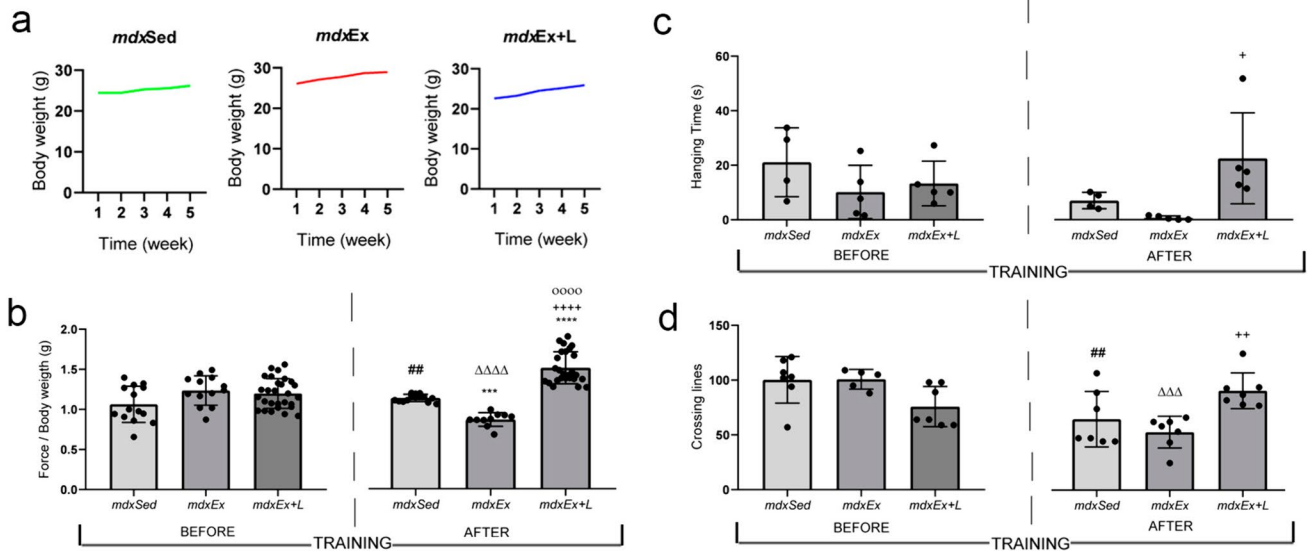 a
mdxSed
mdxEx
mdxEx+L
Body weight (g)
30
20
10
0
1 2 3 4 5
Time (week)
Body weight (g)
30
20
10
0
1 2 3 4 5
Time (week)
Body weight (g)
30
20
10
0
1 2 3 4 5
Time (week)
b
Force / Body weigth (g)
2.0
1.5
1.0
0.5
0.0
##
ΔΔΔΔ
***
oooo
++++
****
mdxSed mdxEx mdxEx+L mdxSed mdxEx mdxEx+L
BEFORE AFTER
TRAINING
c
Hanging Time (s)
60
40
20
0
+
mdxSed mdxEx mdxEx+L mdxSed mdxEx mdxEx+L
BEFORE AFTER
TRAINING
d
Crossing lines
150
100
50
0
##
ΔΔΔ
++
mdxSed mdxEx mdxEx+L mdxSed mdxEx mdxEx+L
BEFORE AFTER
TRAINING